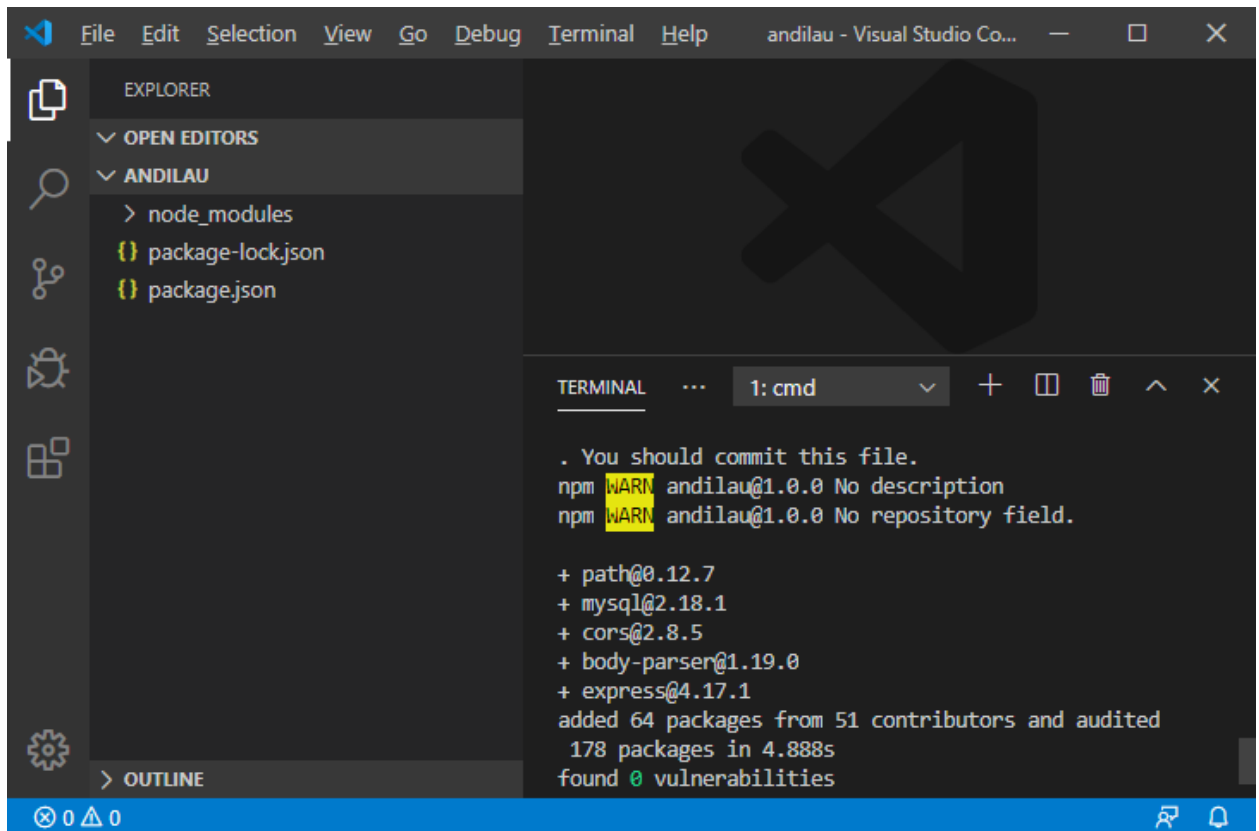 File Edit Selection View Go Debug Terminal Help andilau - Visual Studio Co...
EXPLORER
OPEN EDITORS
ANDILAU
node_modules
{} package-lock.json
{} package.json
OUTLINE
TERMINAL ... 1: cmd
. You should commit this file.
npm WARN andilau@1.0.0 No description
npm WARN andilau@1.0.0 No repository field.
+ path@0.12.7
+ mysql@2.18.1
+ cors@2.8.5
+ body-parser@1.19.0
+ express@4.17.1
added 64 packages from 51 contributors and audited
178 packages in 4.888s
found 0 vulnerabilities
0 0